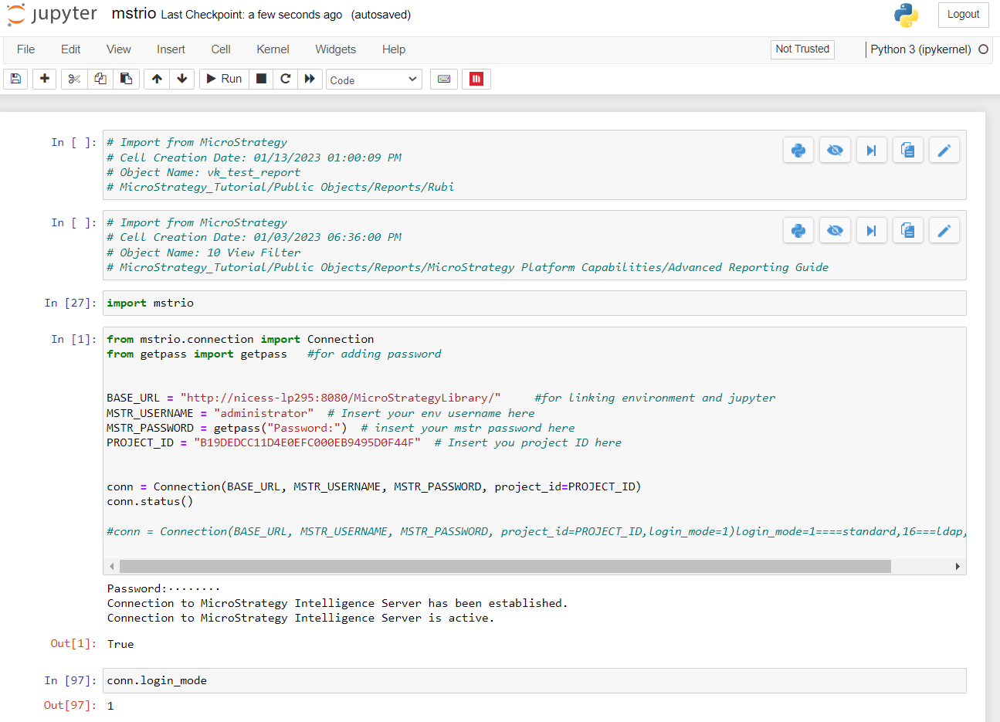 jupyter mstrio Last Checkpoint: a few seconds ago (autosaved)
Logout
File Edit View Insert Cell Kernel Widgets Help
Not Trusted
Python 3 (ipykernel)
Run
Code
In [ ]:
# Import from MicroStrategy
# Cell Creation Date: 01/13/2023 01:00:09 PM
# Object Name: vk_test_report
# MicroStrategy_Tutorial/Public Objects/Reports/Rubi
In [ ]:
# Import from MicroStrategy
# Cell Creation Date: 01/03/2023 06:36:00 PM
# Object Name: 10 View Filter
# MicroStrategy_Tutorial/Public Objects/Reports/MicroStrategy Platform Capabilities/Advanced Reporting Guide
In [27]: import mstrio
In [1]: from mstrio.connection import Connection
from getpass import getpass   #for adding password
BASE_URL = "http://nicess-lp295:8080/MicroStrategyLibrary/"     #for linking environment and jupyter
MSTR_USERNAME = "administrator"  # Insert your env username here
MSTR_PASSWORD = getpass("Password:")  # insert your mstr password here
PROJECT_ID = "B19DEDCC11D4E0EFC000EB9495D0F44F"  # Insert you project ID here
conn = Connection(BASE_URL, MSTR_USERNAME, MSTR_PASSWORD, project_id=PROJECT_ID)
conn.status()
#conn = Connection(BASE_URL, MSTR_USERNAME, MSTR_PASSWORD, project_id=PROJECT_ID,login_mode=1)login_mode=1====standard,16===ldap,
Password:········
Connection to MicroStrategy Intelligence Server has been established.
Connection to MicroStrategy Intelligence Server is active.
Out[1]: True
In [97]: conn.login_mode
Out[97]: 1